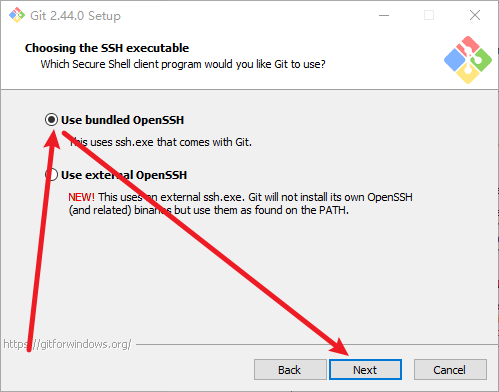 Git 2.44.0 Setup
Choosing the SSH executable
Which Secure Shell client program would you like Git to use?
Use bundled OpenSSH
This uses ssh.exe that comes with Git.
Use external OpenSSH
NEW! This uses an external ssh.exe. Git will not install its own OpenSSH
(and related) binaries but use them as found on the PATH.
https://gitforwindows.org/
Back
Next
Cancel